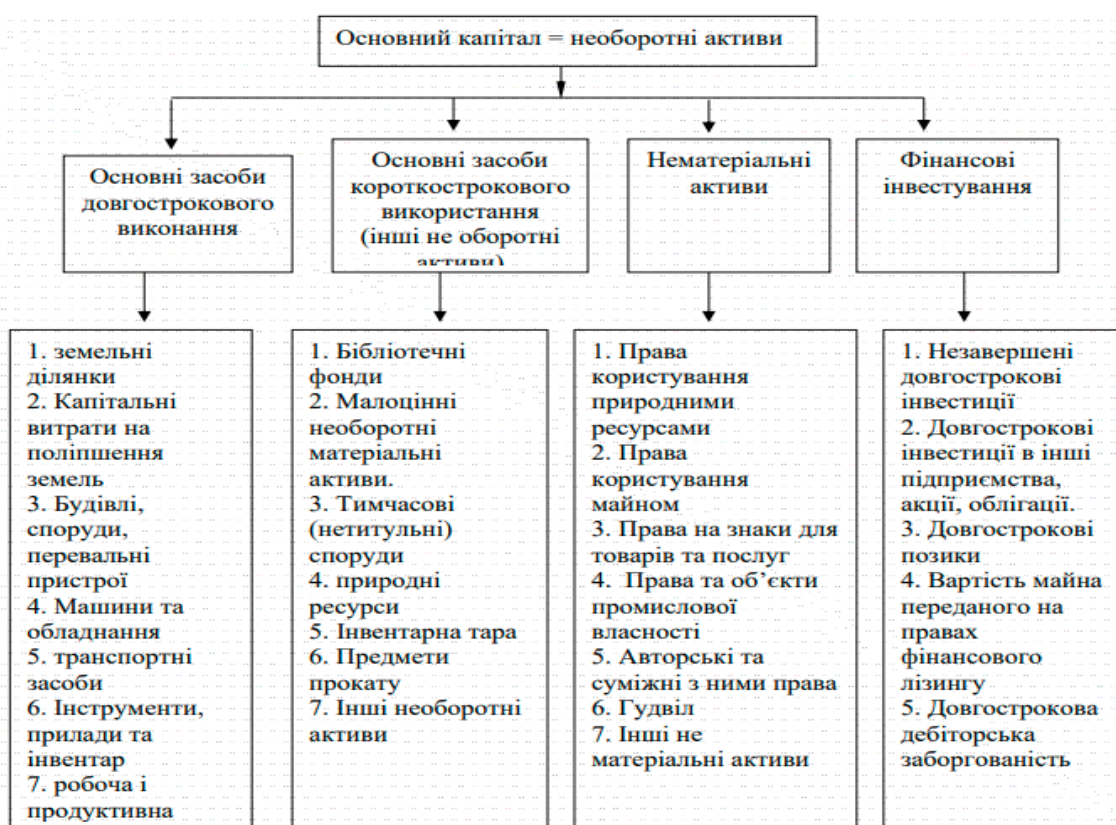 Основний капітал = необоротні активи
Основні засоби
довгострокового
виконання
Основні засоби
короткострокового
використання
(інші не оборотні
активи)
Нематеріальні
активи
Фінансові
інвестування
1. земельні
ділянки
2. Капітальні
витрати на
поліпшення
земель
3. Будівлі,
споруди,
перевальні
пристрої
4. Машини та
обладнання
5. транспортні
засоби
6. Інструменти,
прилади та
інвентар
7. робоча і
продуктивна
1. Бібліотечні
фонди
2. Малоцінні
необоротні
матеріальні
активи.
3. Тимчасові
(нетитульні)
споруди
4. природні
ресурси
5. Інвентарна тара
6. Предмети
прокату
7. Інші необоротні
активи
1. Права
користування
природними
ресурсами
2. Права
користування
майном
3. Права на знаки для
товарів та послуг
4. Права та об’єкти
промислової
власності
5. Авторські та
суміжні з ними права
6. Гудвіл
7. Інші не
матеріальні активи
1. Незавершені
довгострокові
інвестиції
2. Довгострокові
інвестиції в інші
підприємства,
акції, облігації.
3. Довгострокові
позики
4. Вартість майна
переданого на
правах
фінансового
лізингу
5. Довгострокова
дебіторська
заборгованість